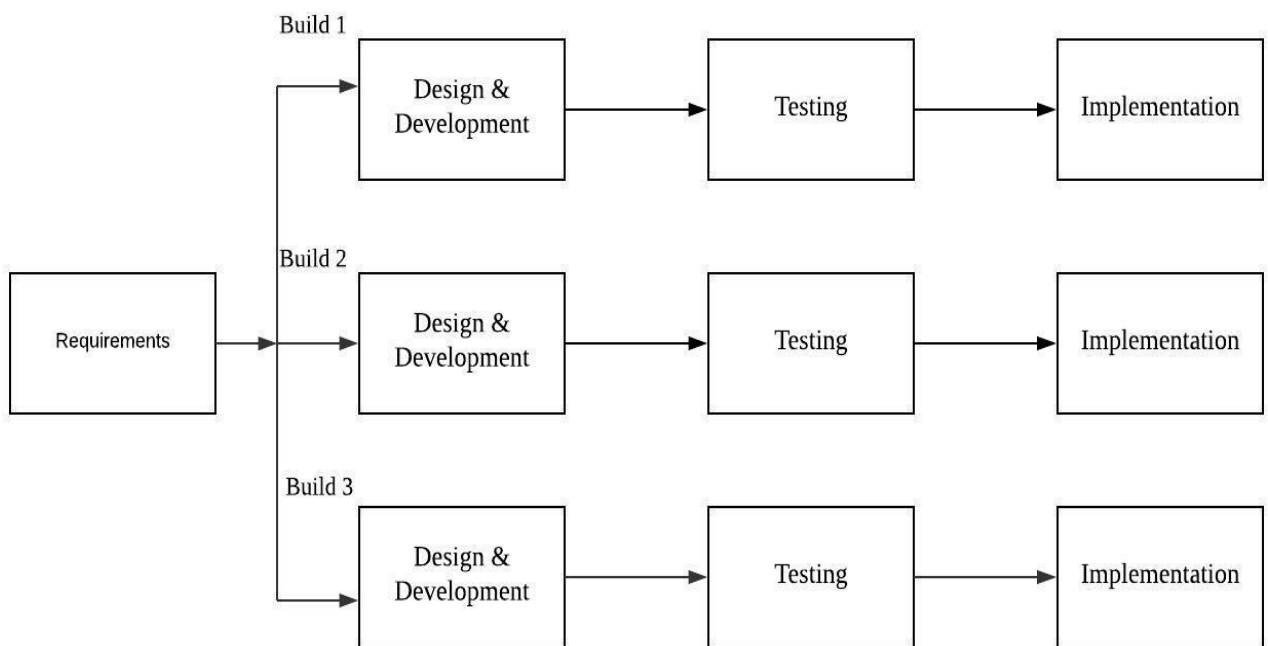 Build 1
Design &
Development
Testing
Implementation
Build 2
Requirements
Design &
Development
Testing
Implementation
Build 3
Design &
Development
Testing
Implementation